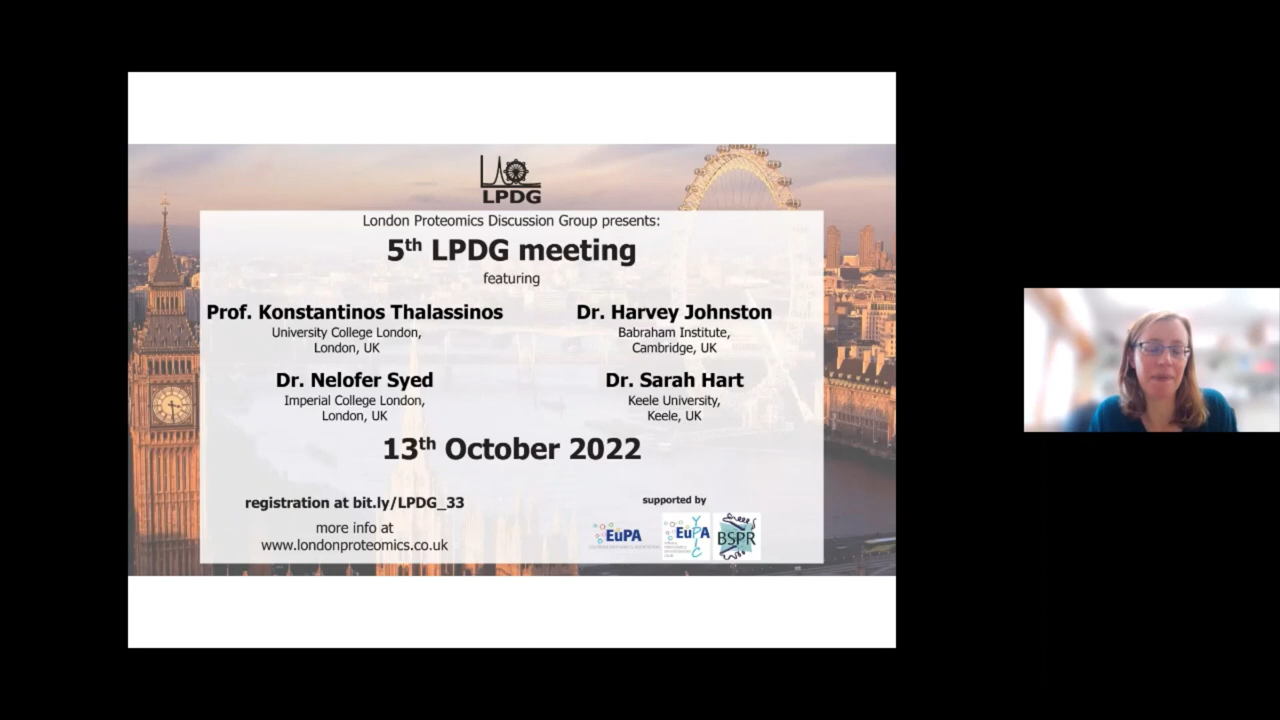 LPDG
London Proteomics Discussion Group presents:
5th LPDG meeting
featuring
Prof. Konstantinos Thalassinos
University College London,
London, UK
Dr. Harvey Johnston
Babraham Institute,
Cambridge, UK
Dr. Nelofer Syed
Imperial College London,
London, UK
Dr. Sarah Hart
Keele University,
Keele, UK
13th October 2022
registration at bit.ly/LPDG_33
more info at
www.londonproteomics.co.uk
supported by
EuPA
EuPA
YPIC
BSPR